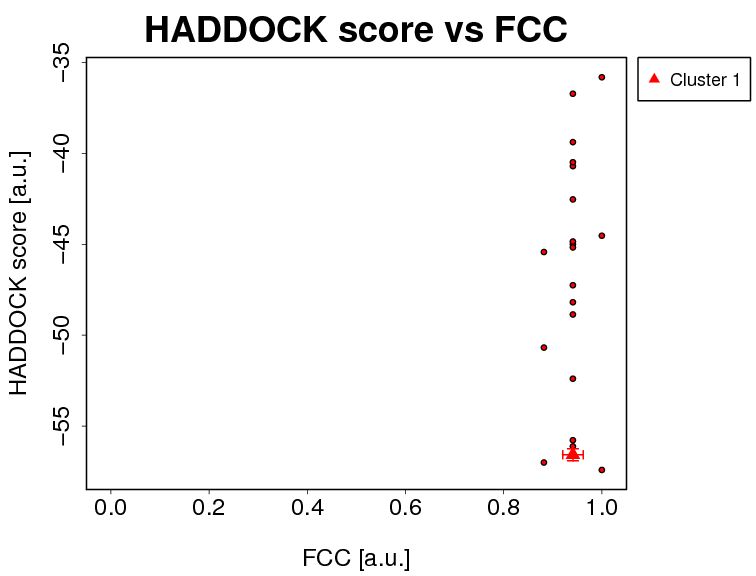 HADDOCK score vs FCC
Cluster 1
HADDOCK score [a.u.]
−35
−40
−45
−50
−55
0.0 0.2 0.4 0.6 0.8 1.0
FCC [a.u.]